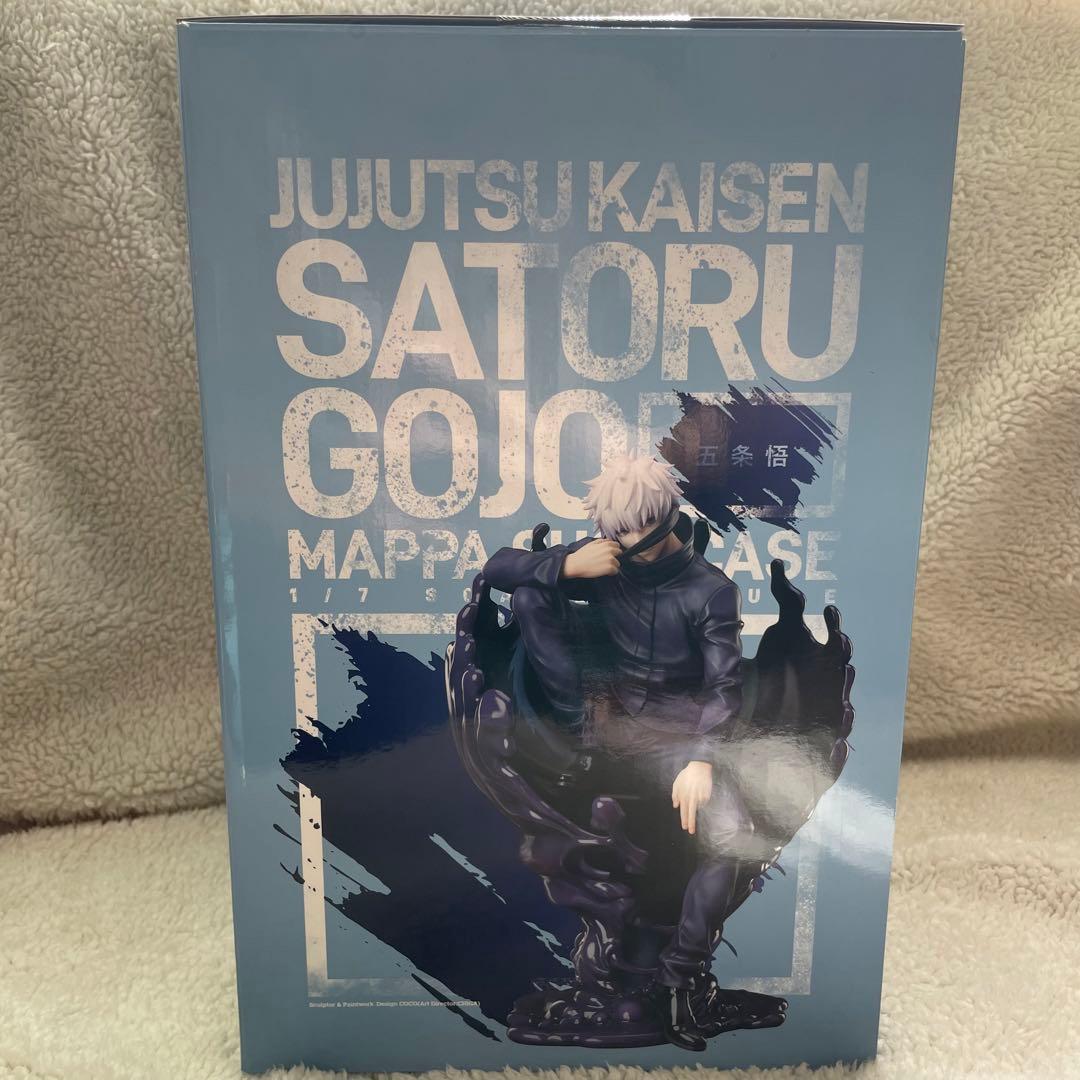 JUJUTSU KAISEN
SATORU
GOJO
五条悟
MAPPA CASE
1/7
Sculptor & Paintwork Design COCO(Art Director:CHIGA)